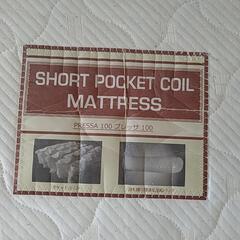 SHORT POCKET COIL
MATTRESS
PRESSA 100 プレッサ 100